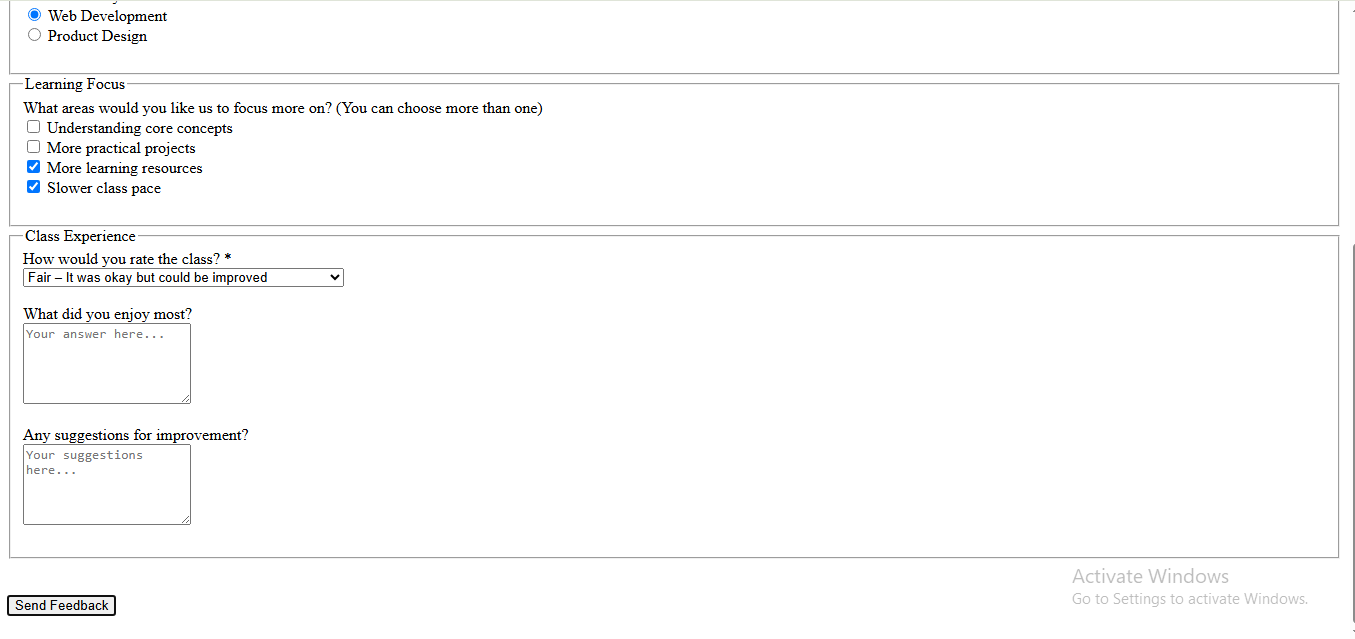 Web Development
Product Design
Learning Focus
What areas would you like us to focus more on? (You can choose more than one)
Understanding core concepts
More practical projects
More learning resources
Slower class pace
Class Experience
How would you rate the class? *
Fair – It was okay but could be improved
What did you enjoy most?
Your answer here...
Any suggestions for improvement?
Your suggestions
here...
Activate Windows
Go to Settings to activate Windows.
Send Feedback